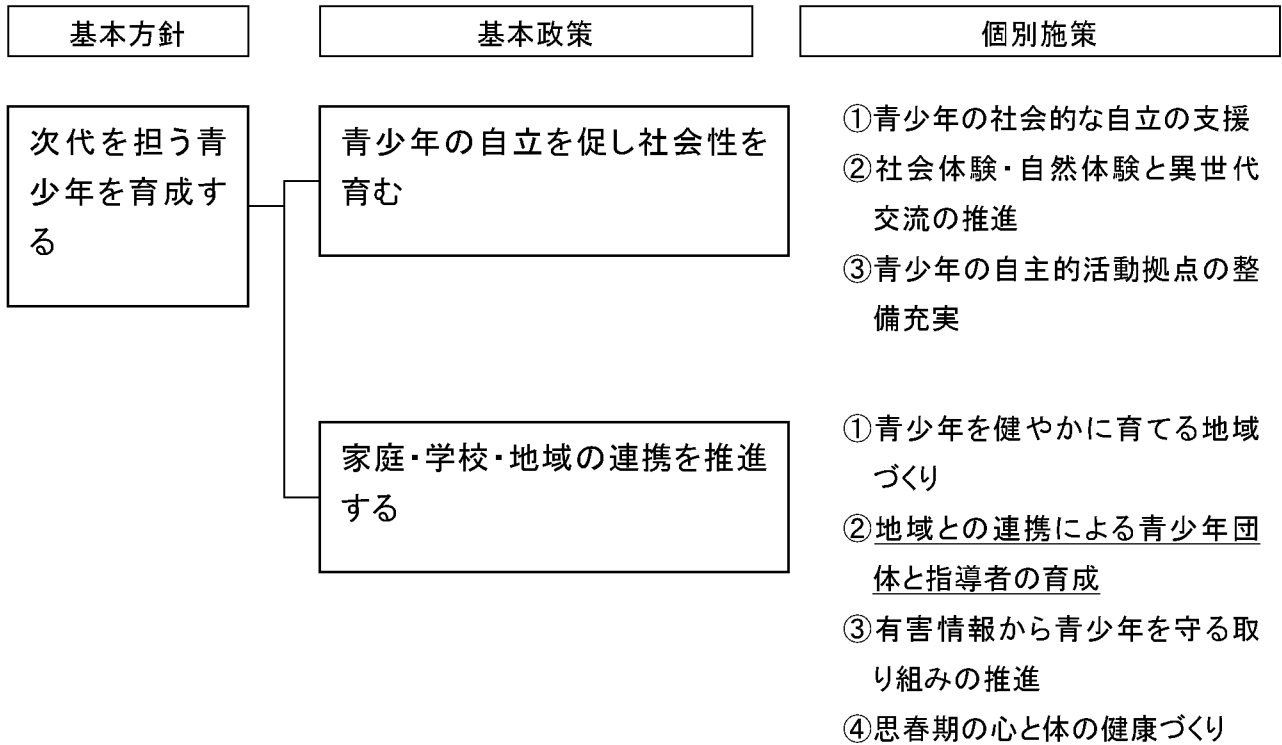 基本方針
基本政策
個別施策
次代を担う青
少年を育成す
る
青少年の自立を促し社会性を
育む
①青少年の社会的な自立の支援
②社会体験・自然体験と異世代
交流の推進
③青少年の自主的活動拠点の整
備充実
家庭・学校・地域の連携を推進
する
①青少年を健やかに育てる地域
づくり
②地域との連携による青少年団
体と指導者の育成
③有害情報から青少年を守る取
り組みの推進
④思春期の心と体の健康づくり